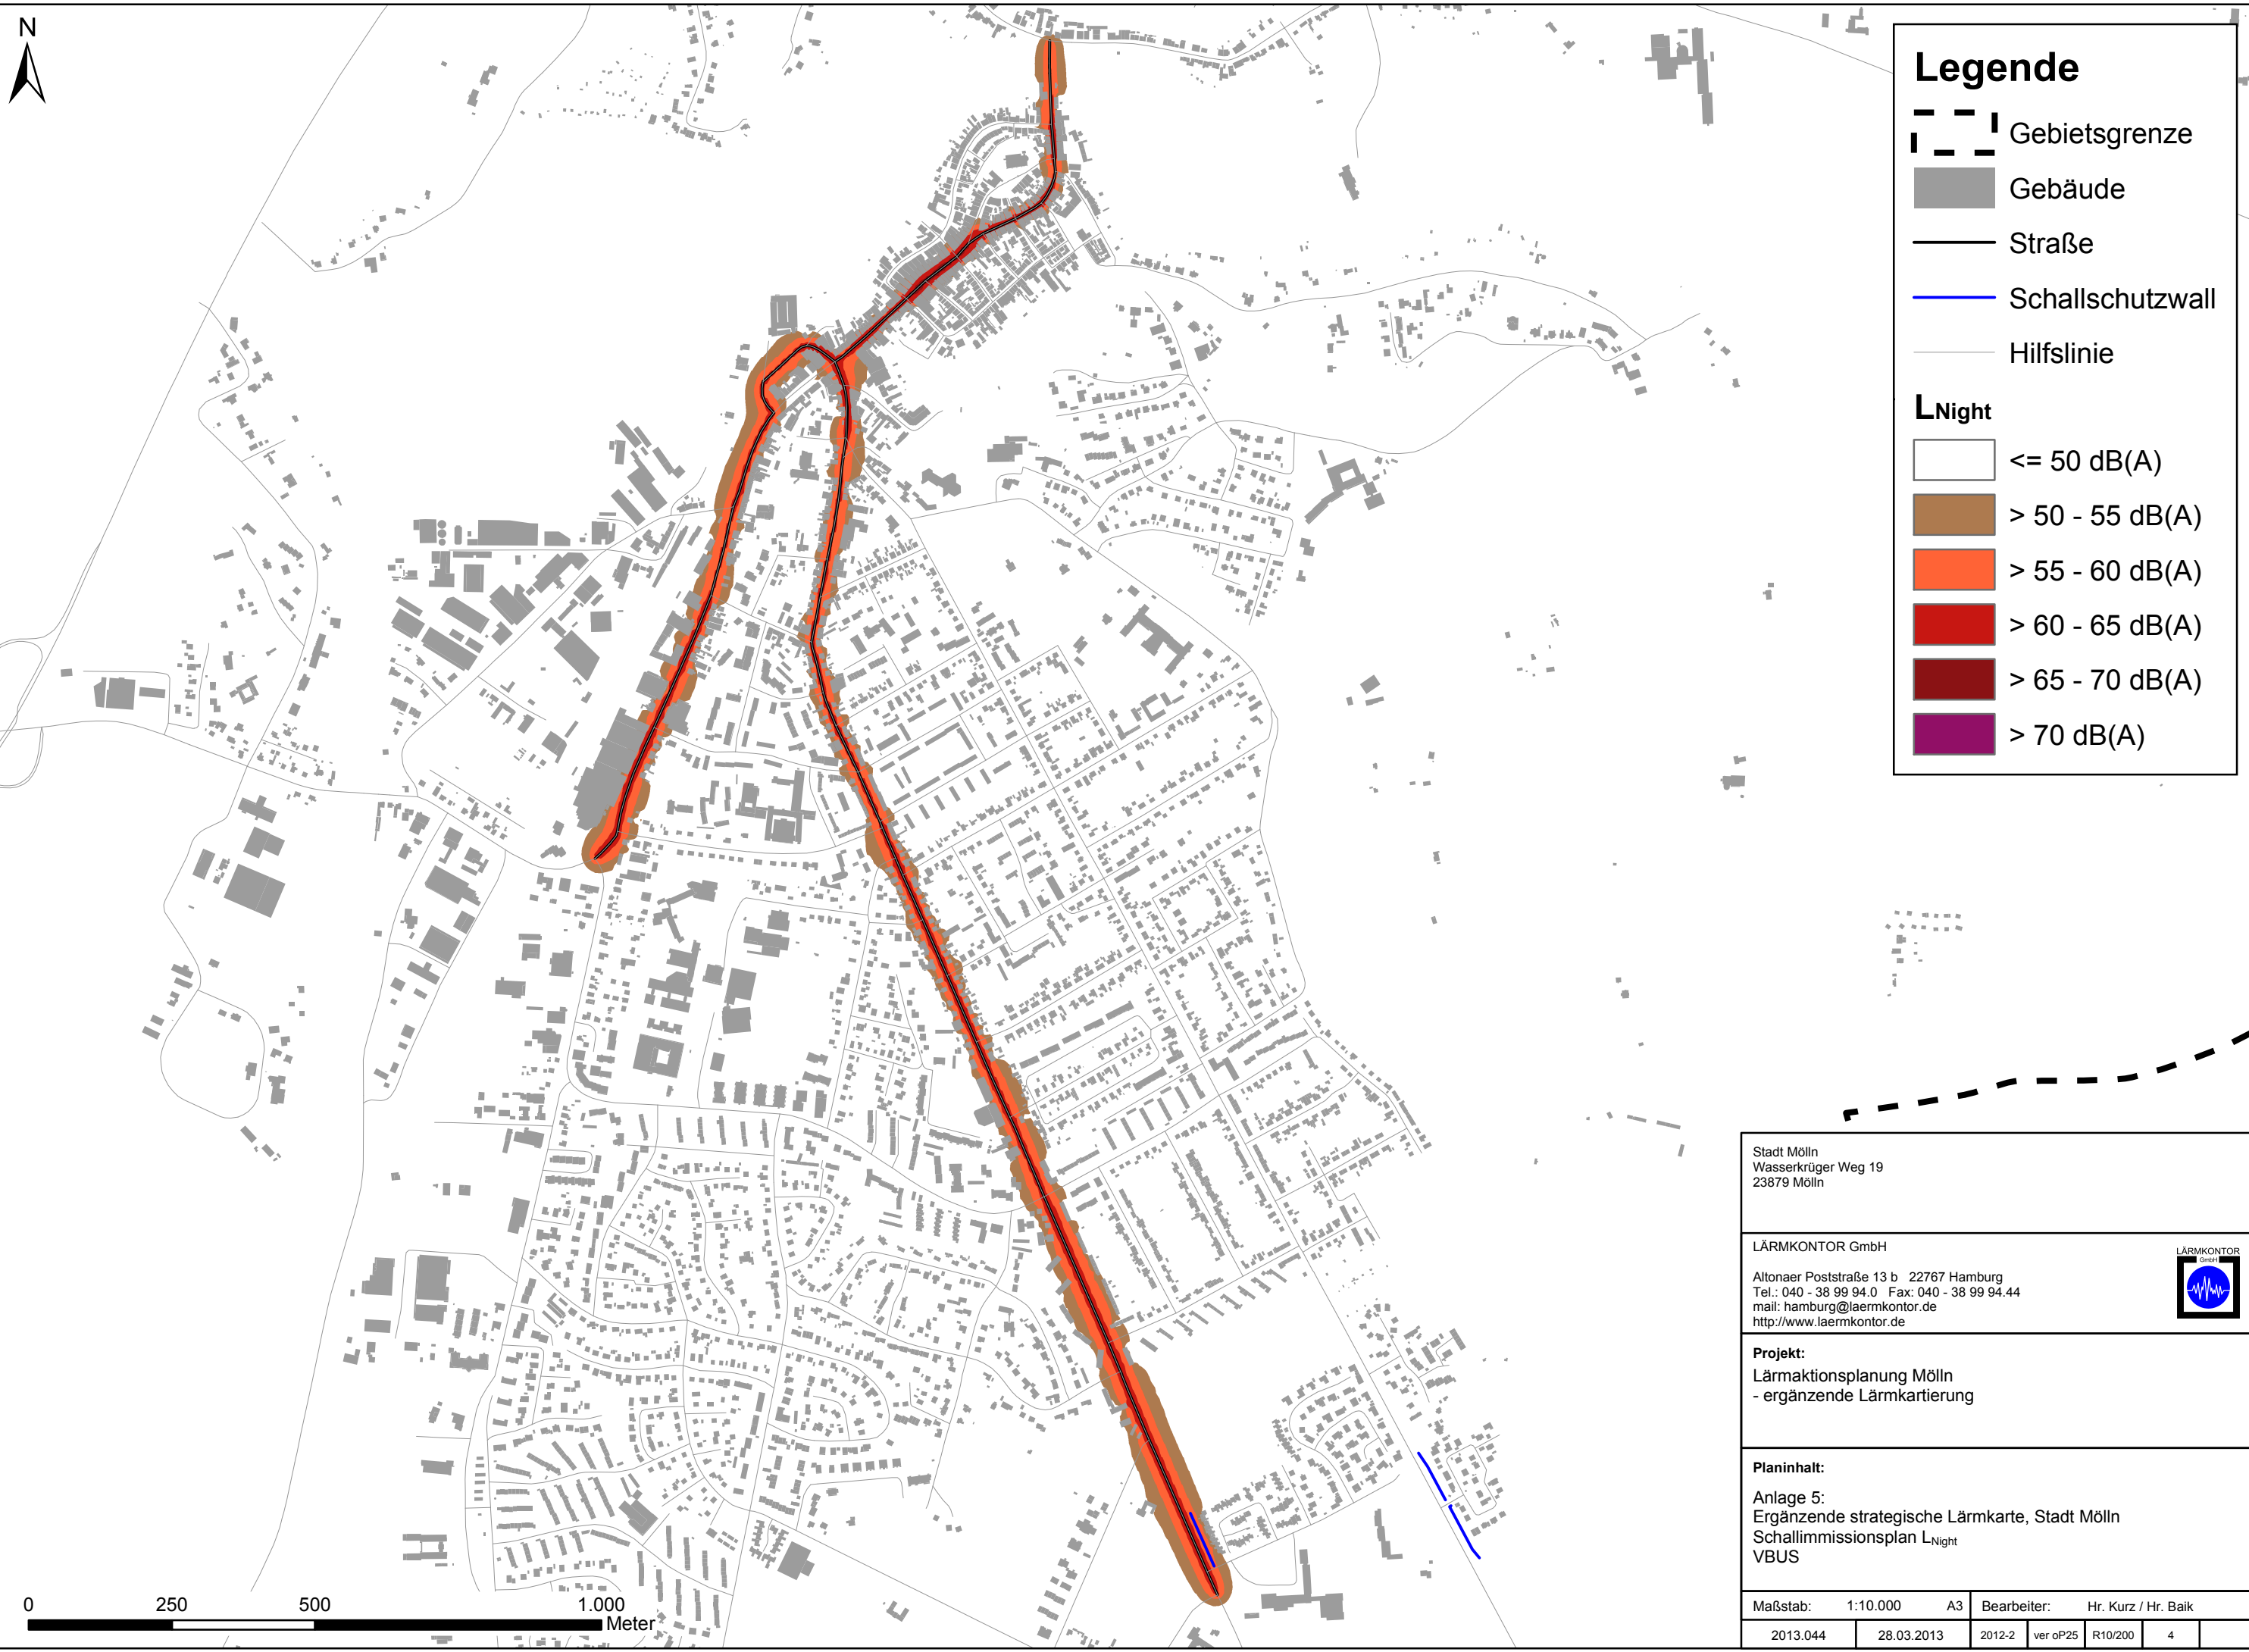 N
Legende
Gebietsgrenze
Gebäude
Straße
Schallschutzwall
Hilfslinie
LNight
<= 50 dB(A)
> 50 - 55 dB(A)
> 55 - 60 dB(A)
> 60 - 65 dB(A)
> 65 - 70 dB(A)
> 70 dB(A)
Stadt Mölln
Wasserkrüger Weg 19
23879 Mölln
LÄRMKONTOR GmbH
Altonaer Poststraße 13 b 22767 Hamburg
Tel.: 040 - 38 99 94.0 Fax: 040 - 38 99 94.44
mail: hamburg@laermkontor.de
http://www.laermkontor.de
LÄRMKONTOR
GmbH
Projekt:
Lärmaktionsplanung Mölln
- ergänzende Lärmkartierung
Planinhalt:
Anlage 5:
Ergänzende strategische Lärmkarte, Stadt Mölln
Schallimmissionsplan LNight
VBUS
Maßstab: 1:10.000 A3 Bearbeiter: Hr. Kurz / Hr. Baik
2013.044 28.03.2013 2012-2 ver oP25 R10/200 4
0 250 500 1.000
Meter